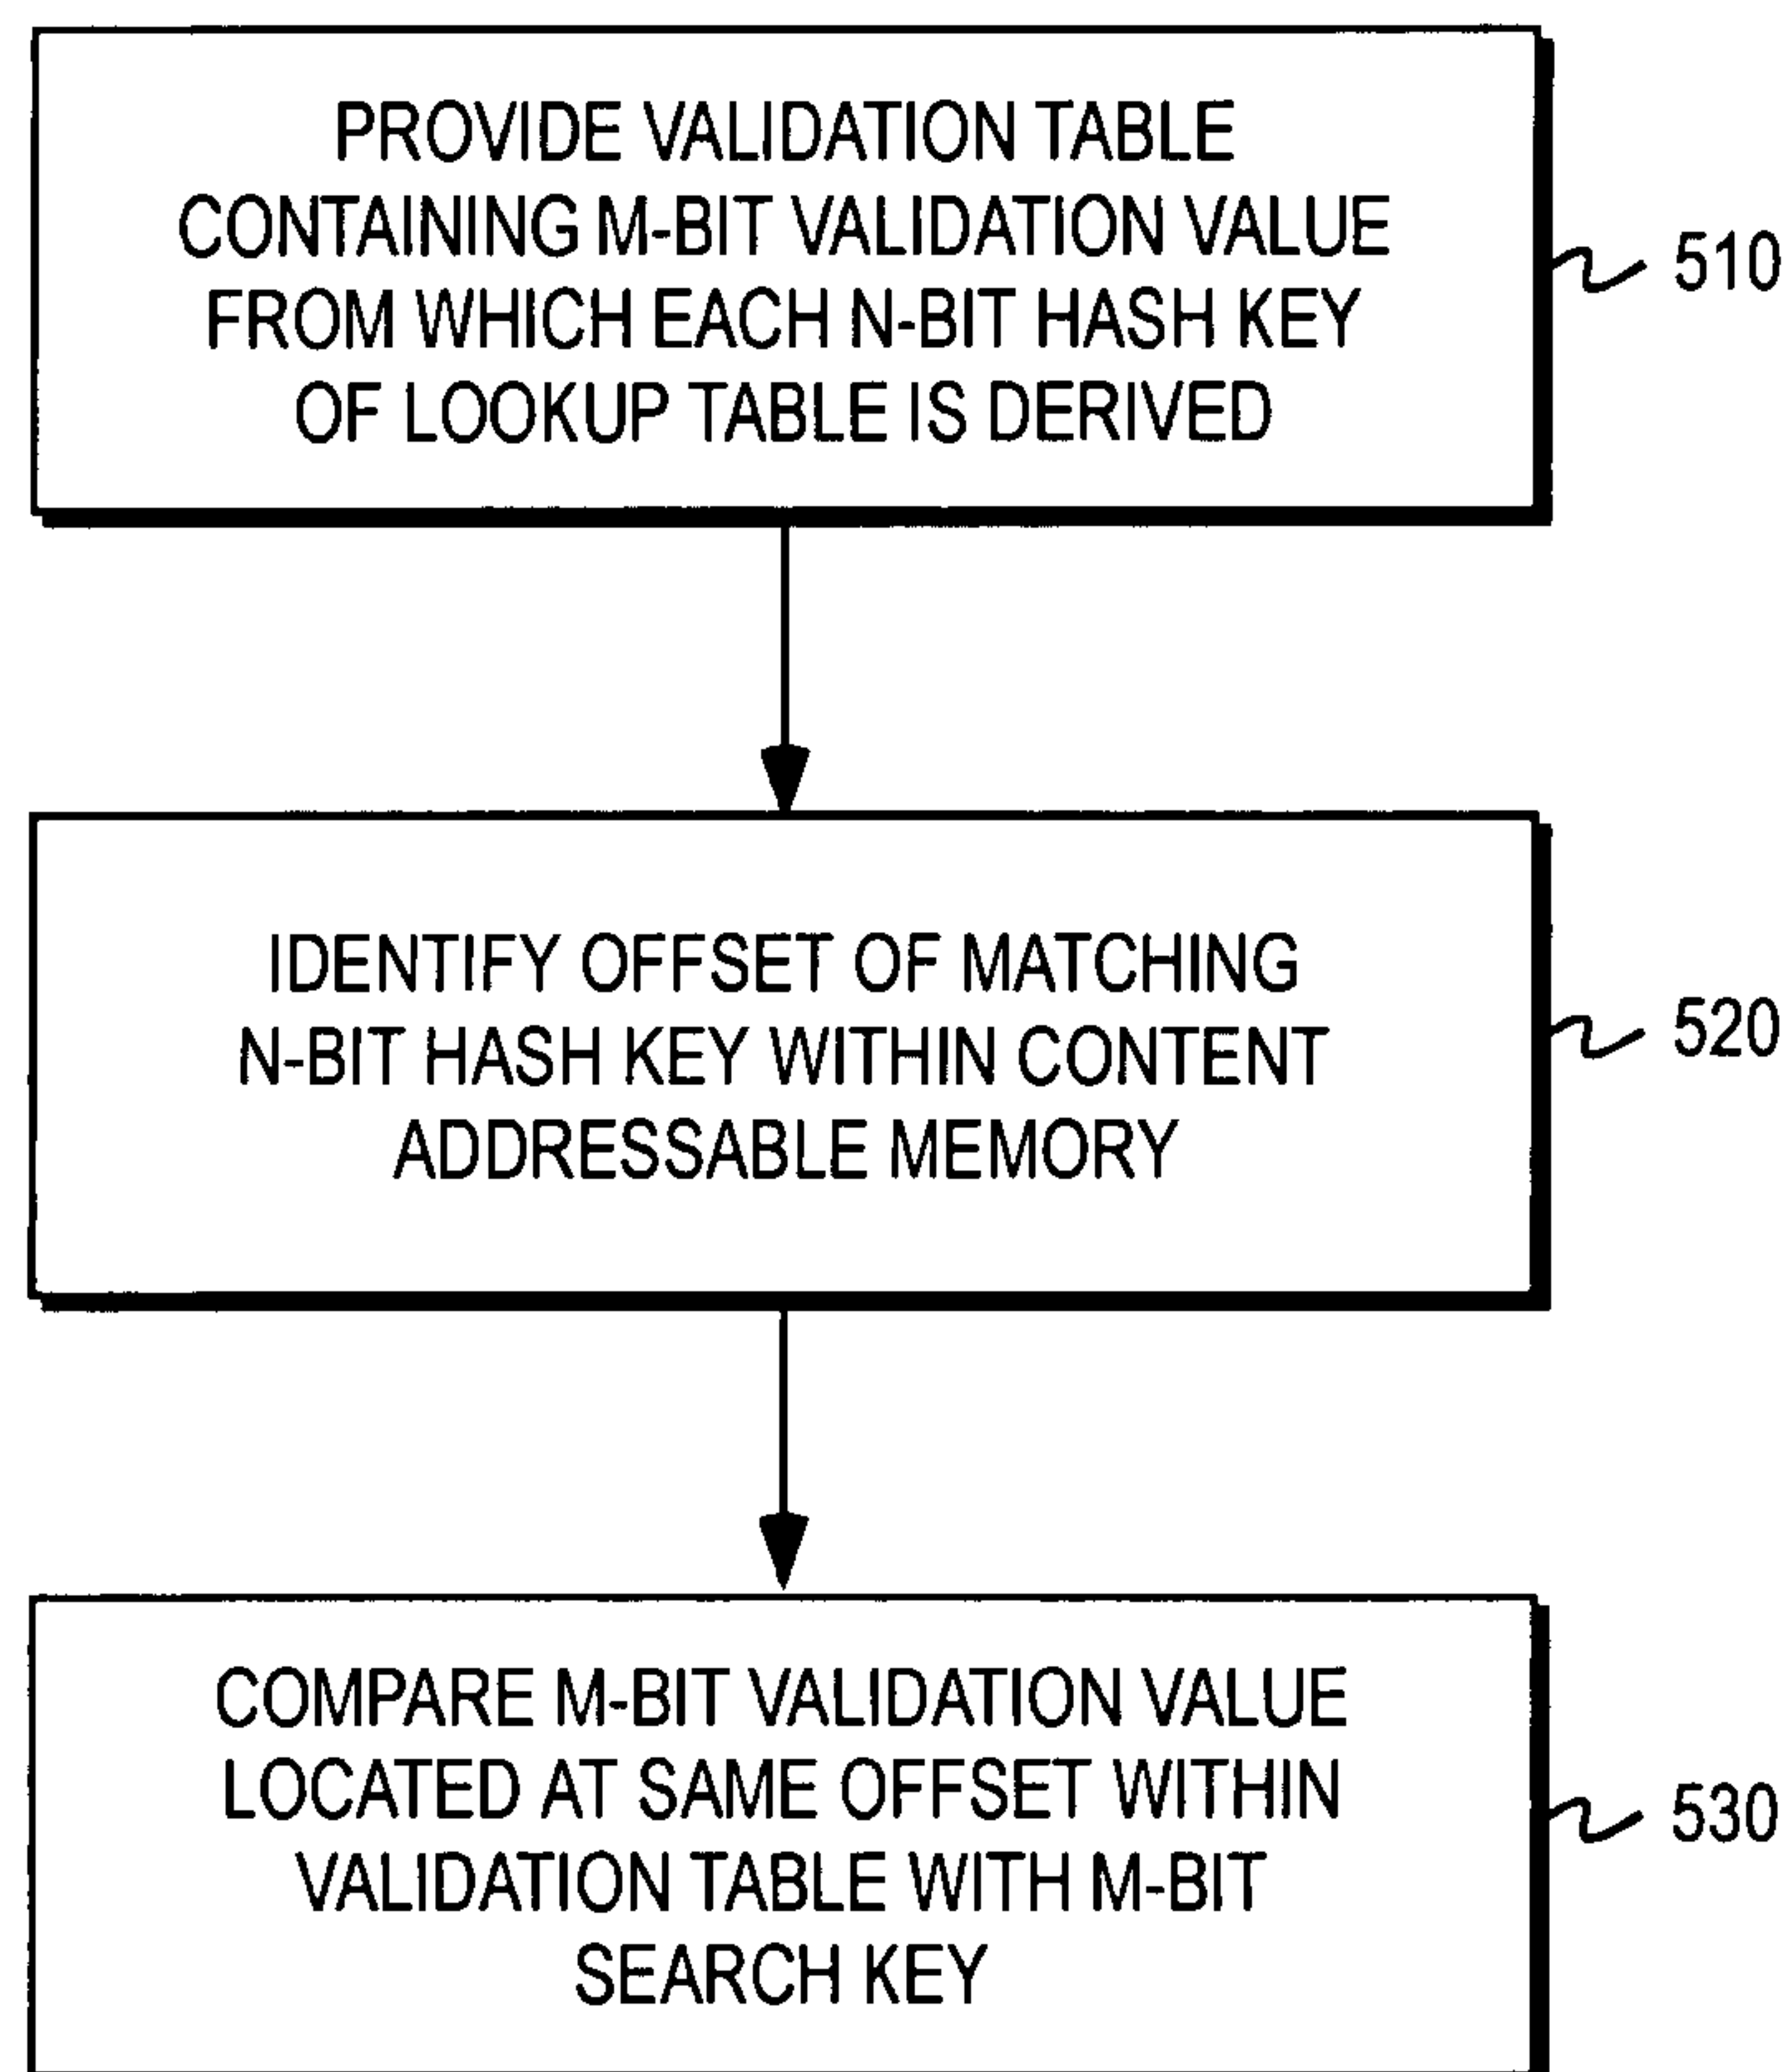 PROVIDE VALIDATION TABLE
CONTAINING M-BIT VALIDATION VALUE
FROM WHICH EACH N-BIT HASH KEY
OF LOOKUP TABLE IS DERIVED
510
IDENTIFY OFFSET OF MATCHING
N-BIT HASH KEY WITHIN CONTENT
ADDRESSABLE MEMORY
520
COMPARE M-BIT VALIDATION VALUE
LOCATED AT SAME OFFSET WITHIN
VALIDATION TABLE WITH M-BIT
SEARCH KEY
530